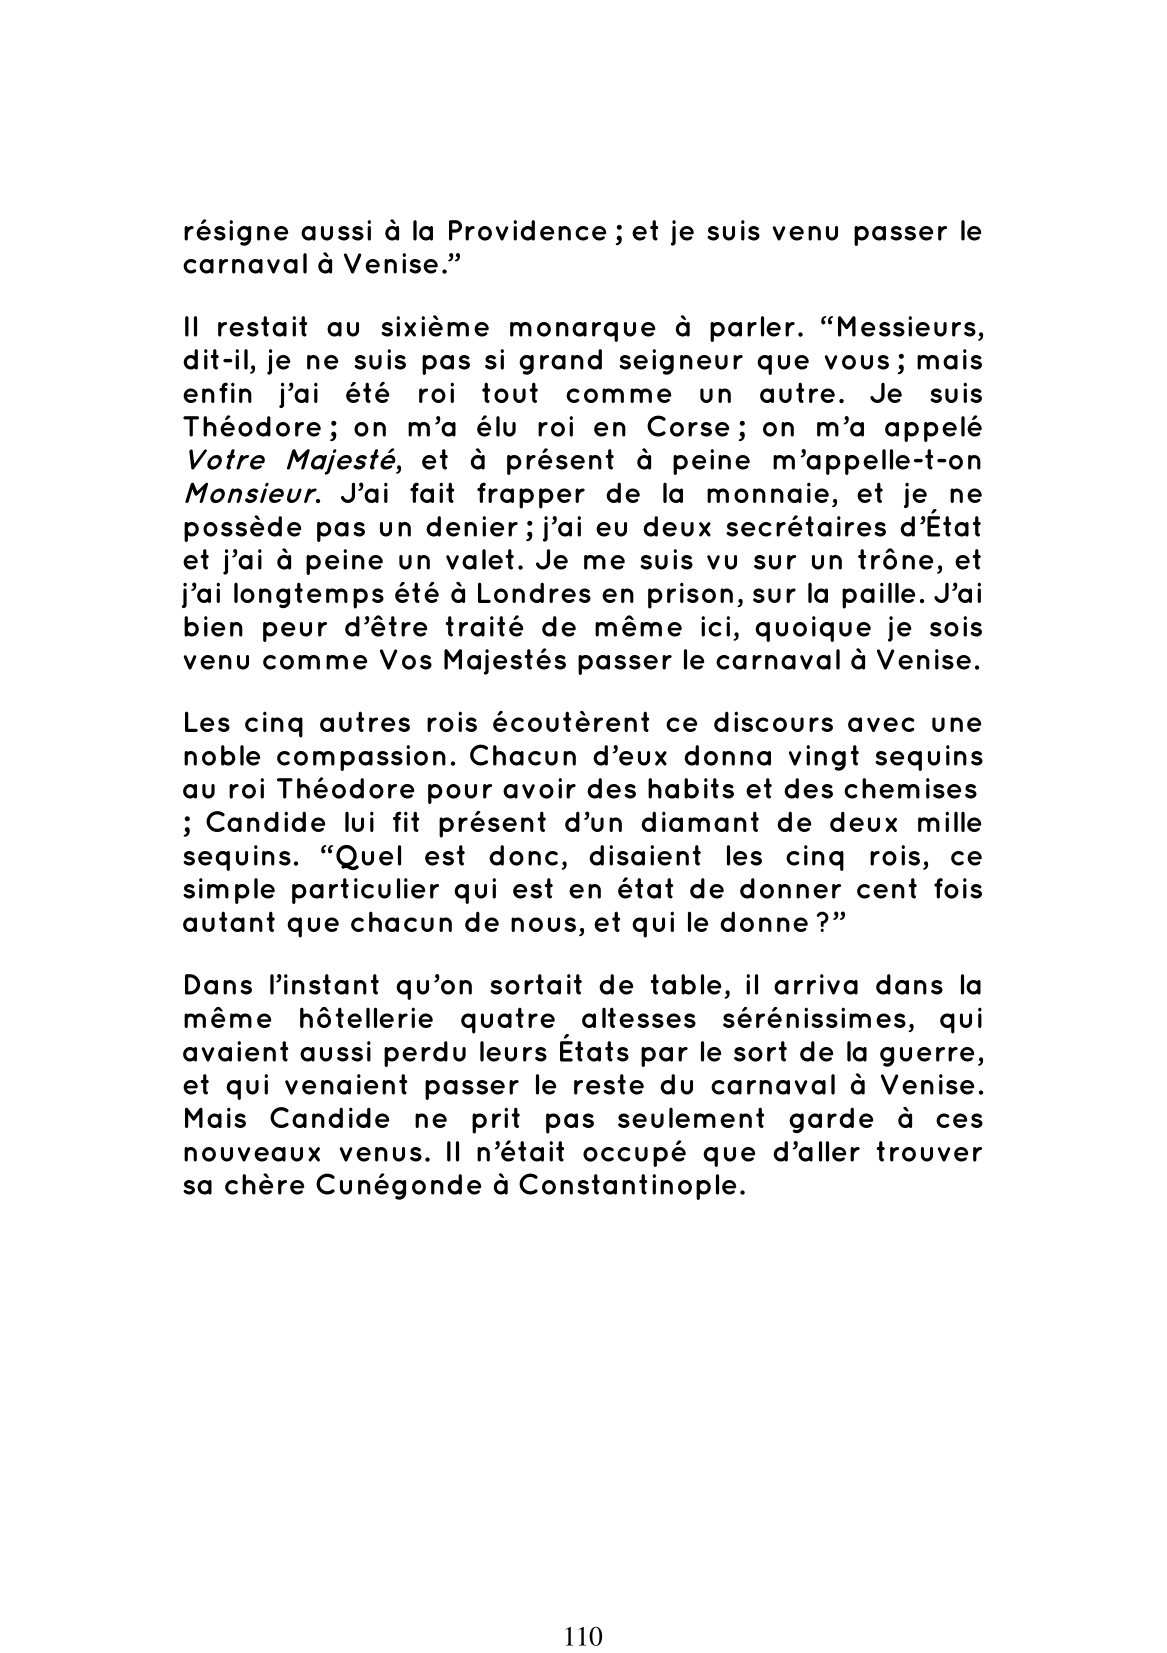 résigne aussi à la Providence ; et je suis venu passer le
carnaval à Venise.”
Il restait au sixième monarque à parler. “Messieurs,
dit-il, je ne suis pas si grand seigneur que vous ; mais
enfin j’ai été roi tout comme un autre. Je suis
Théodore ; on m’a élu roi en Corse ; on m’a appelé
Votre Majesté, et à présent à peine m’appelle-t-on
Monsieur. J’ai fait frapper de la monnaie, et je ne
possède pas un denier ; j’ai eu deux secrétaires d’État
et j’ai à peine un valet. Je me suis vu sur un trône, et
j’ai longtemps été à Londres en prison, sur la paille. J’ai
bien peur d’être traité de même ici, quoique je sois
venu comme Vos Majestés passer le carnaval à Venise.
Les cinq autres rois écoutèrent ce discours avec une
noble compassion. Chacun d’eux donna vingt sequins
au roi Théodore pour avoir des habits et des chemises
; Candide lui fit présent d’un diamant de deux mille
sequins. “Quel est donc, disaient les cinq rois, ce
simple particulier qui est en état de donner cent fois
autant que chacun de nous, et qui le donne ?”
Dans l’instant qu’on sortait de table, il arriva dans la
même hôtellerie quatre altesses sérénissimes, qui
avaient aussi perdu leurs États par le sort de la guerre,
et qui venaient passer le reste du carnaval à Venise.
Mais Candide ne prit pas seulement garde à ces
nouveaux venus. Il n’était occupé que d’aller trouver
sa chère Cunégonde à Constantinople.
110